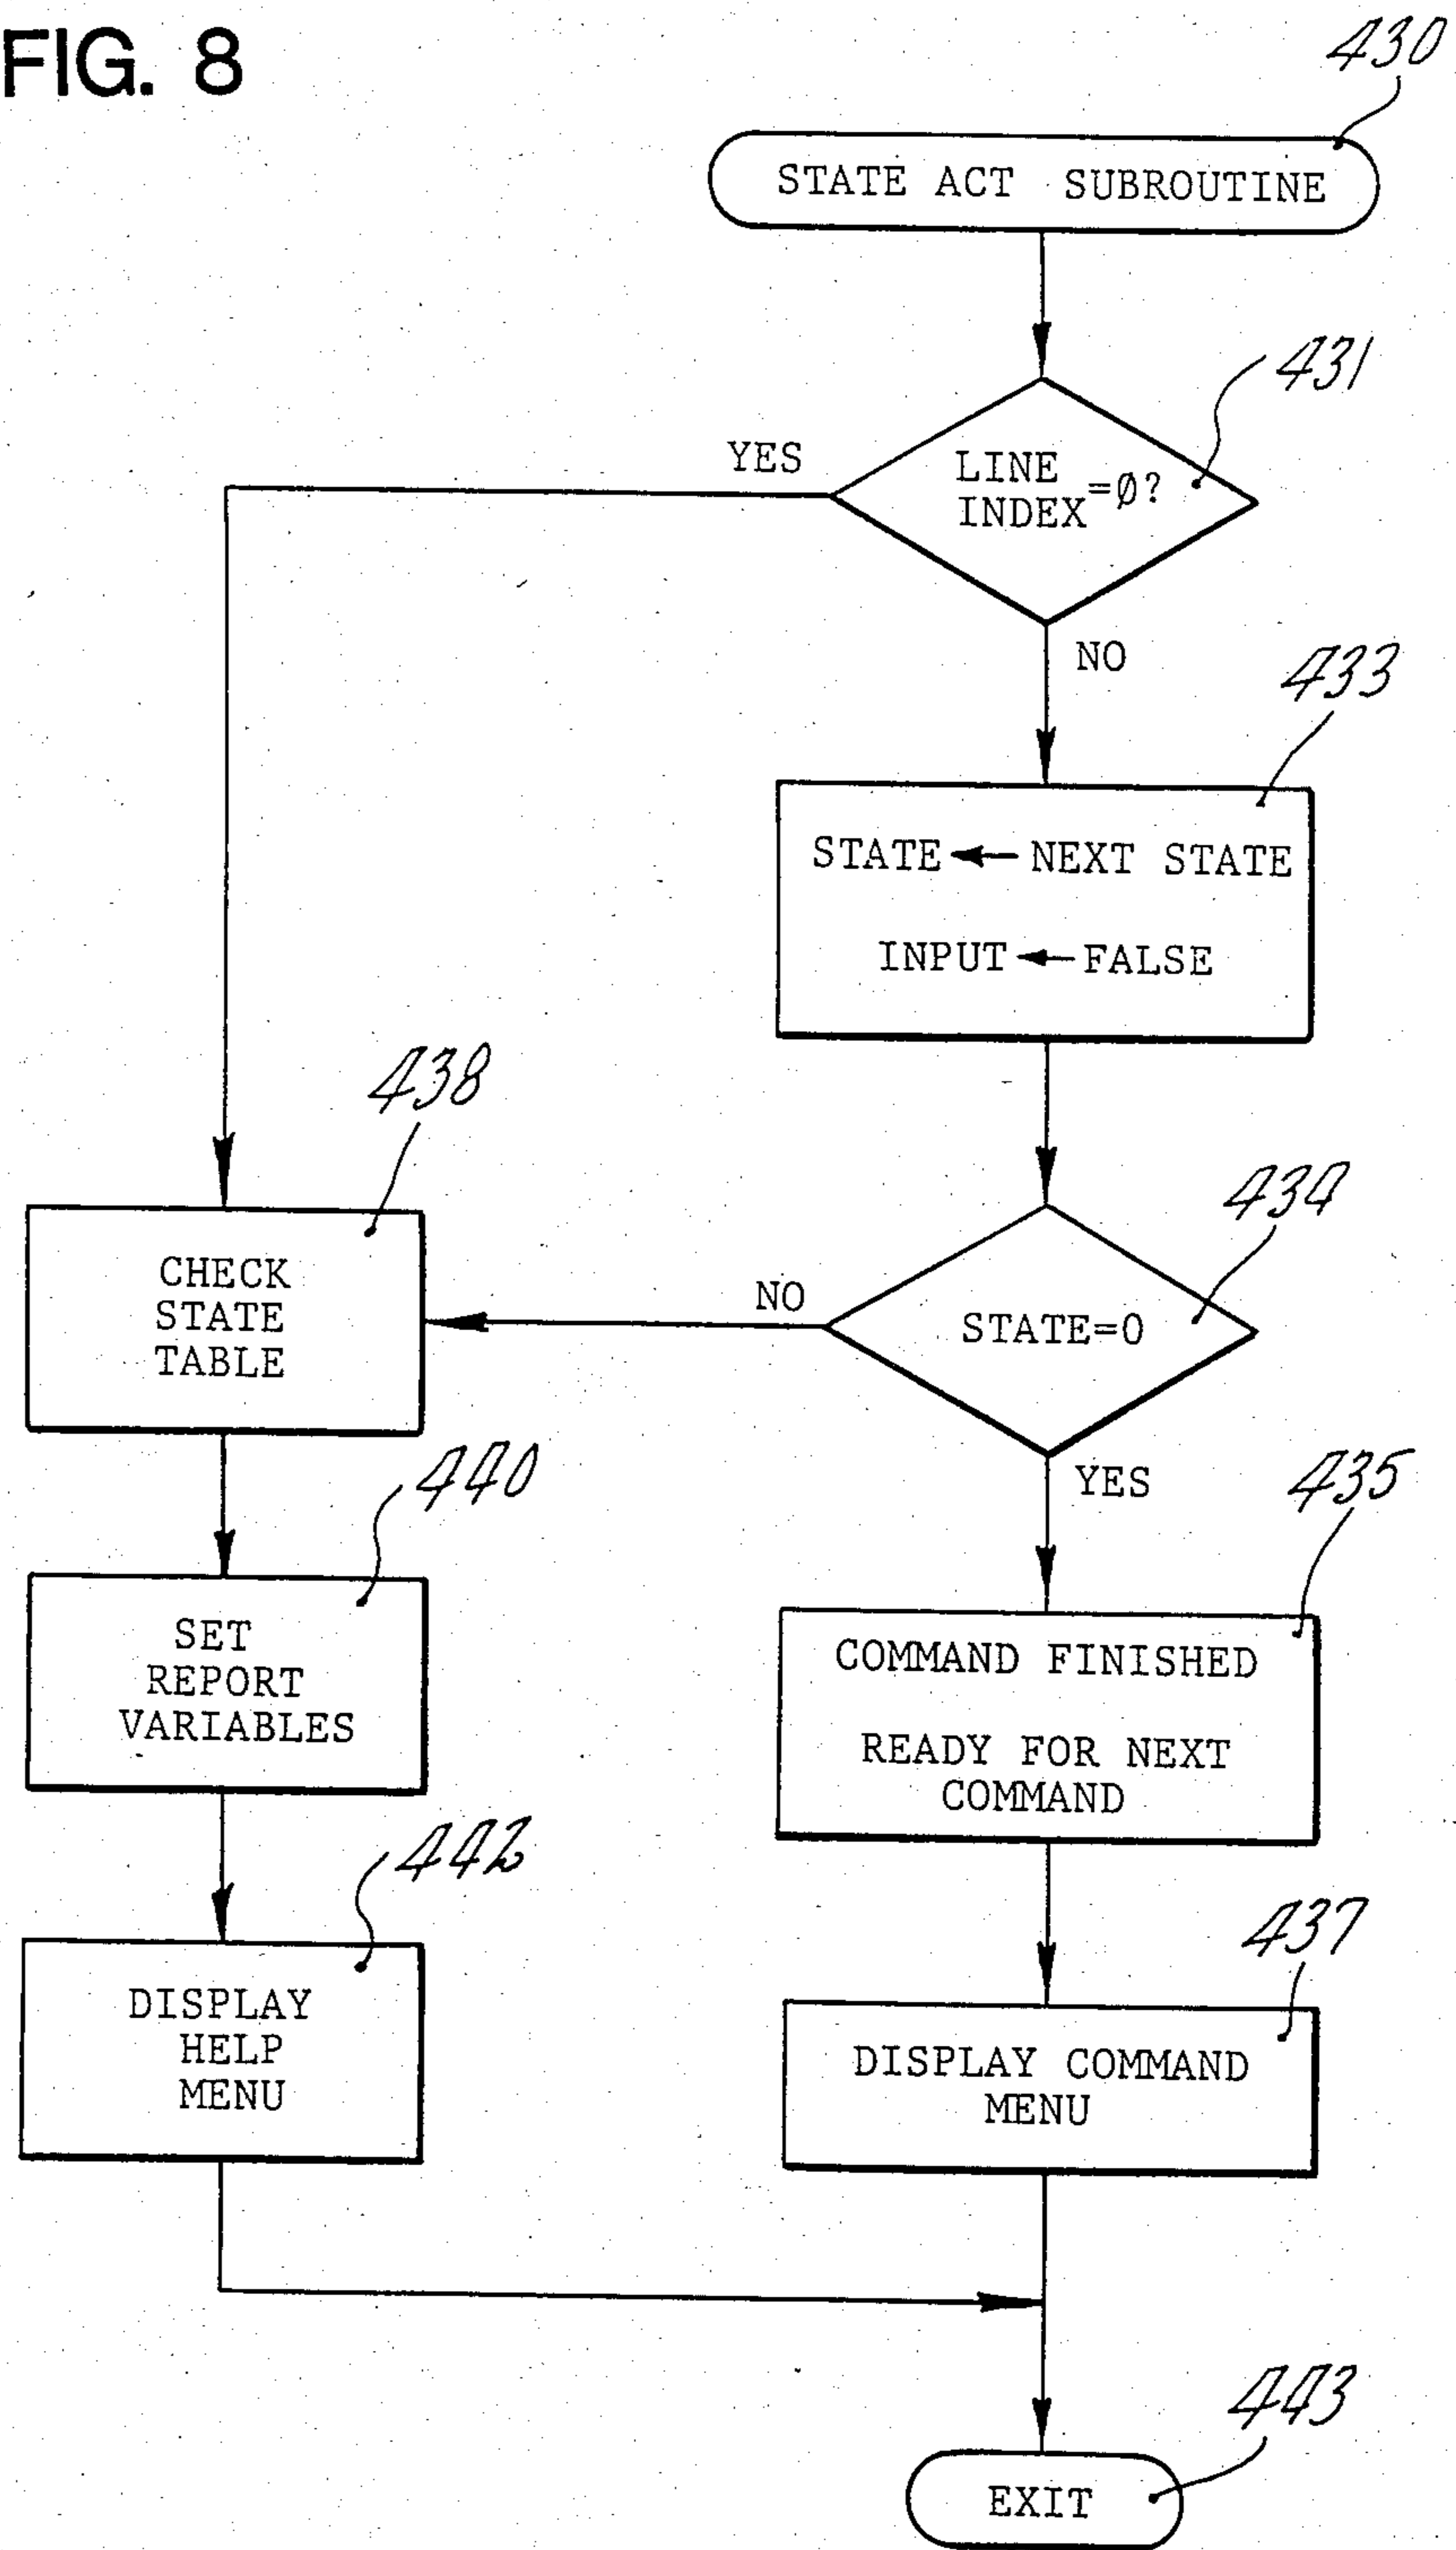 FIG. 8
430
STATE ACT SUBROUTINE
431
YES
LINE
INDEX =Ø?
NO
433
STATE ← NEXT STATE
INPUT ← FALSE
438
434
CHECK
STATE
TABLE
NO
STATE=0
YES
440
435
SET
REPORT
VARIABLES
COMMAND FINISHED
READY FOR NEXT
COMMAND
442
437
DISPLAY
HELP
MENU
DISPLAY COMMAND
MENU
443
EXIT